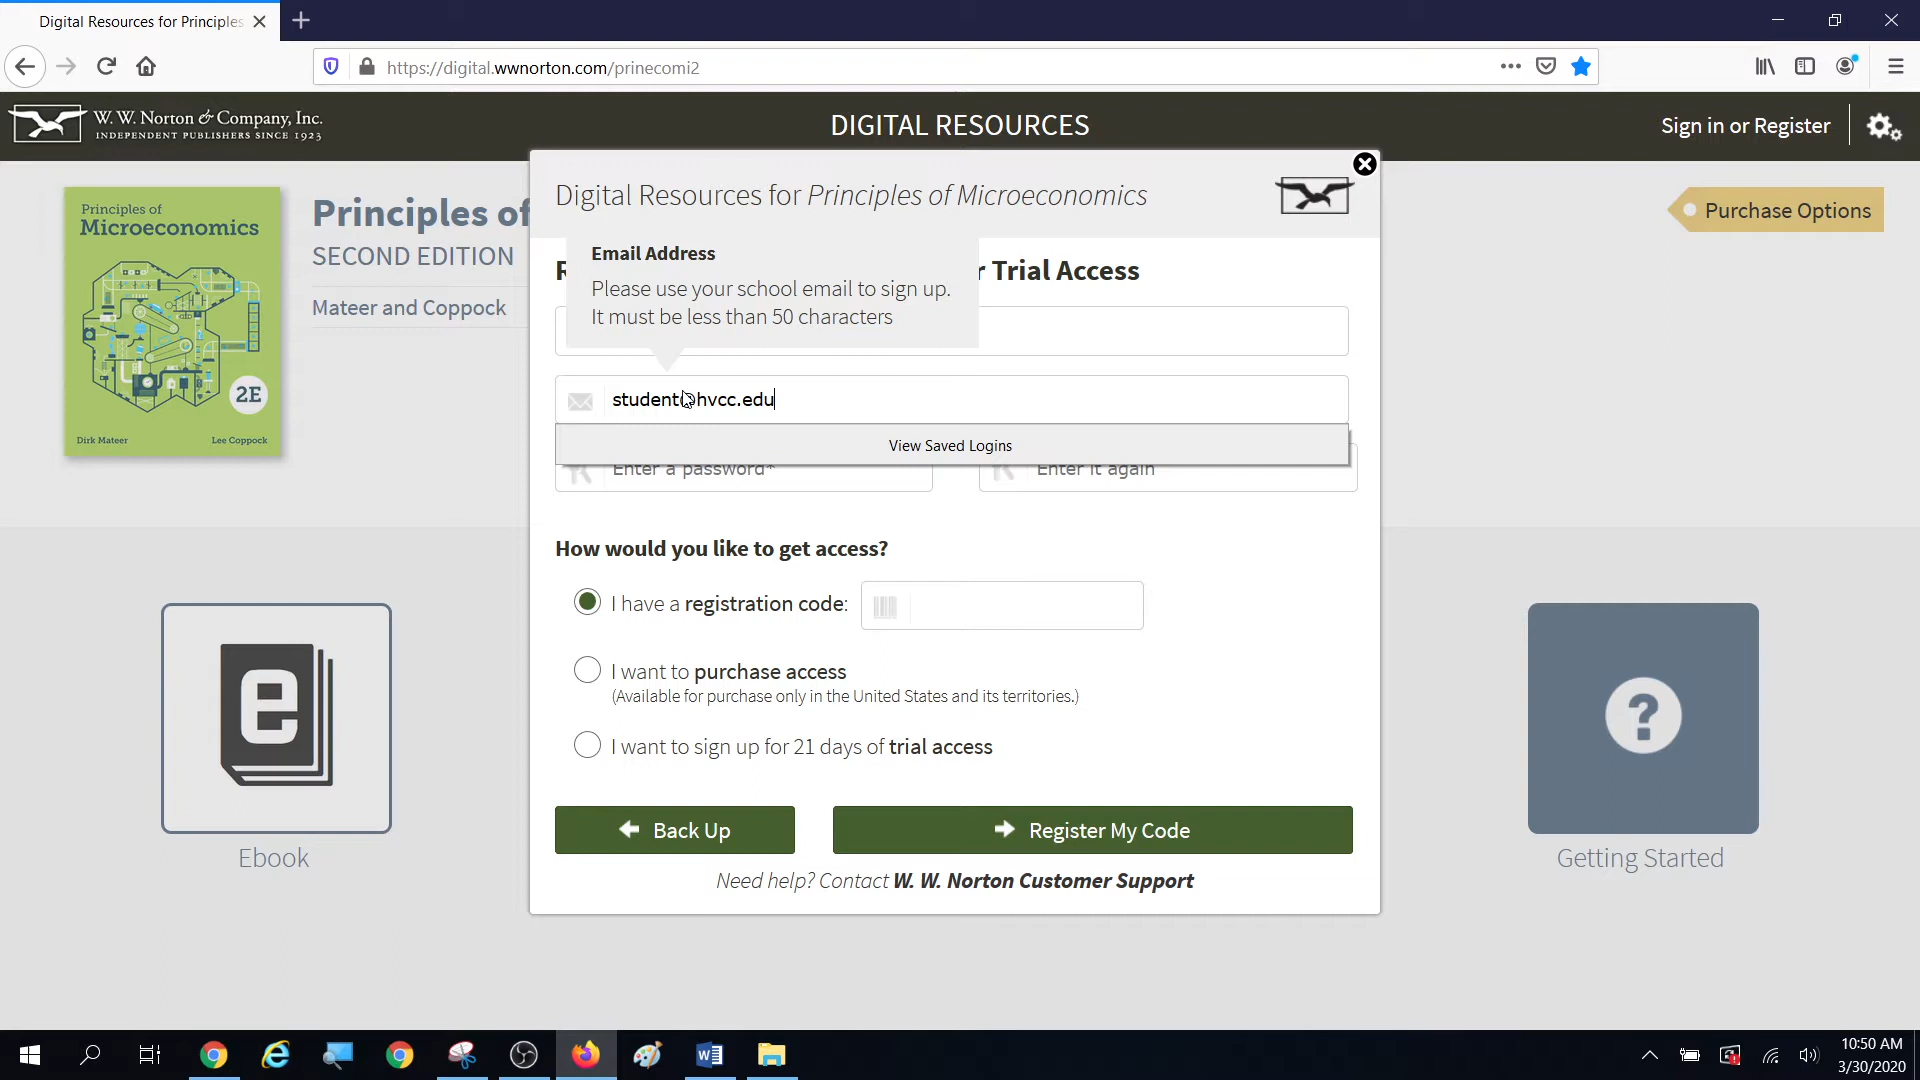 Digital Resources for Principles
https://digital.wwnorton.com/prinecomi2
W. W. Norton & Company, Inc.
INDEPENDENT PUBLISHERS SINCE 1923
DIGITAL RESOURCES
Sign in or Register
Principles of
Microeconomics
2E
Dirk Mateer
Lee Coppock
Principles of
SECOND EDITION
Mateer and Coppock
Purchase Options
Digital Resources for Principles of Microeconomics
Email Address
Please use your school email to sign up.
It must be less than 50 characters
r Trial Access
student@hvcc.edu
View Saved Logins
Enter a password*
Enter it again
How would you like to get access?
I have a registration code:
I want to purchase access
(Available for purchase only in the United States and its territories.)
I want to sign up for 21 days of trial access
Back Up
Register My Code
Need help? Contact W. W. Norton Customer Support
e
Ebook
?
Getting Started
10:50 AM
3/30/2020